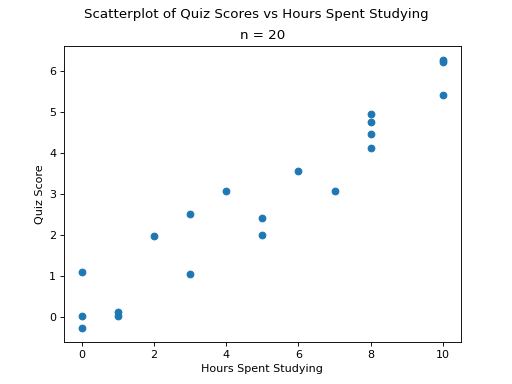 Scatterplot of Quiz Scores vs Hours Spent Studying
n = 20
6
5
4
3
2
1
0
Quiz Score
0 2 4 6 8 10
Hours Spent Studying